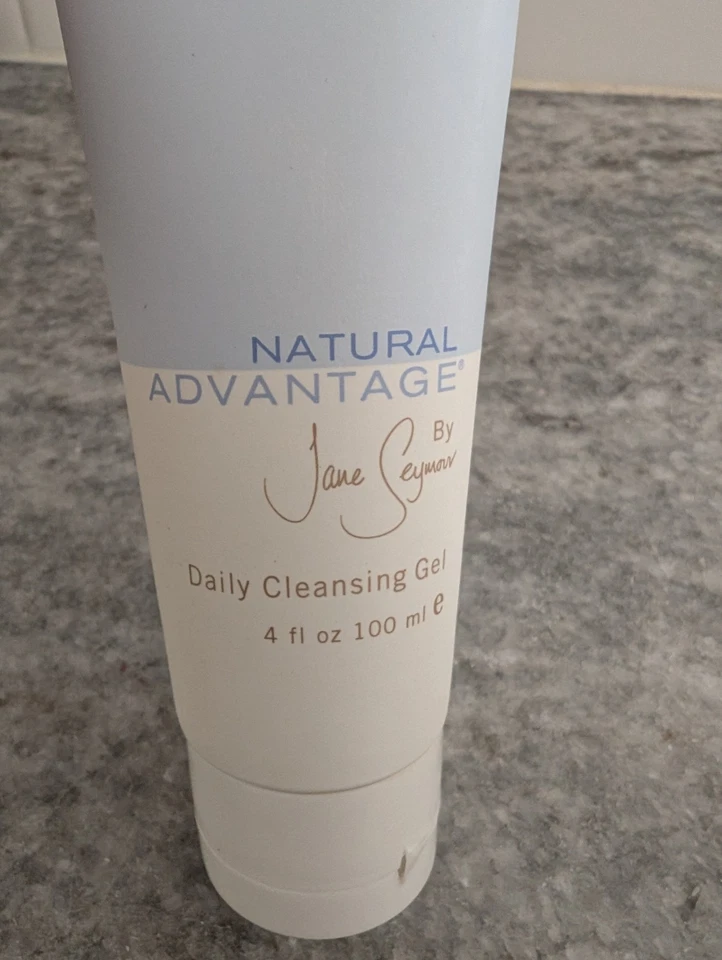 NATURAL
ADVANTAGE®
By
Jane Seymour
Daily Cleansing Gel
4 fl oz 100 ml e